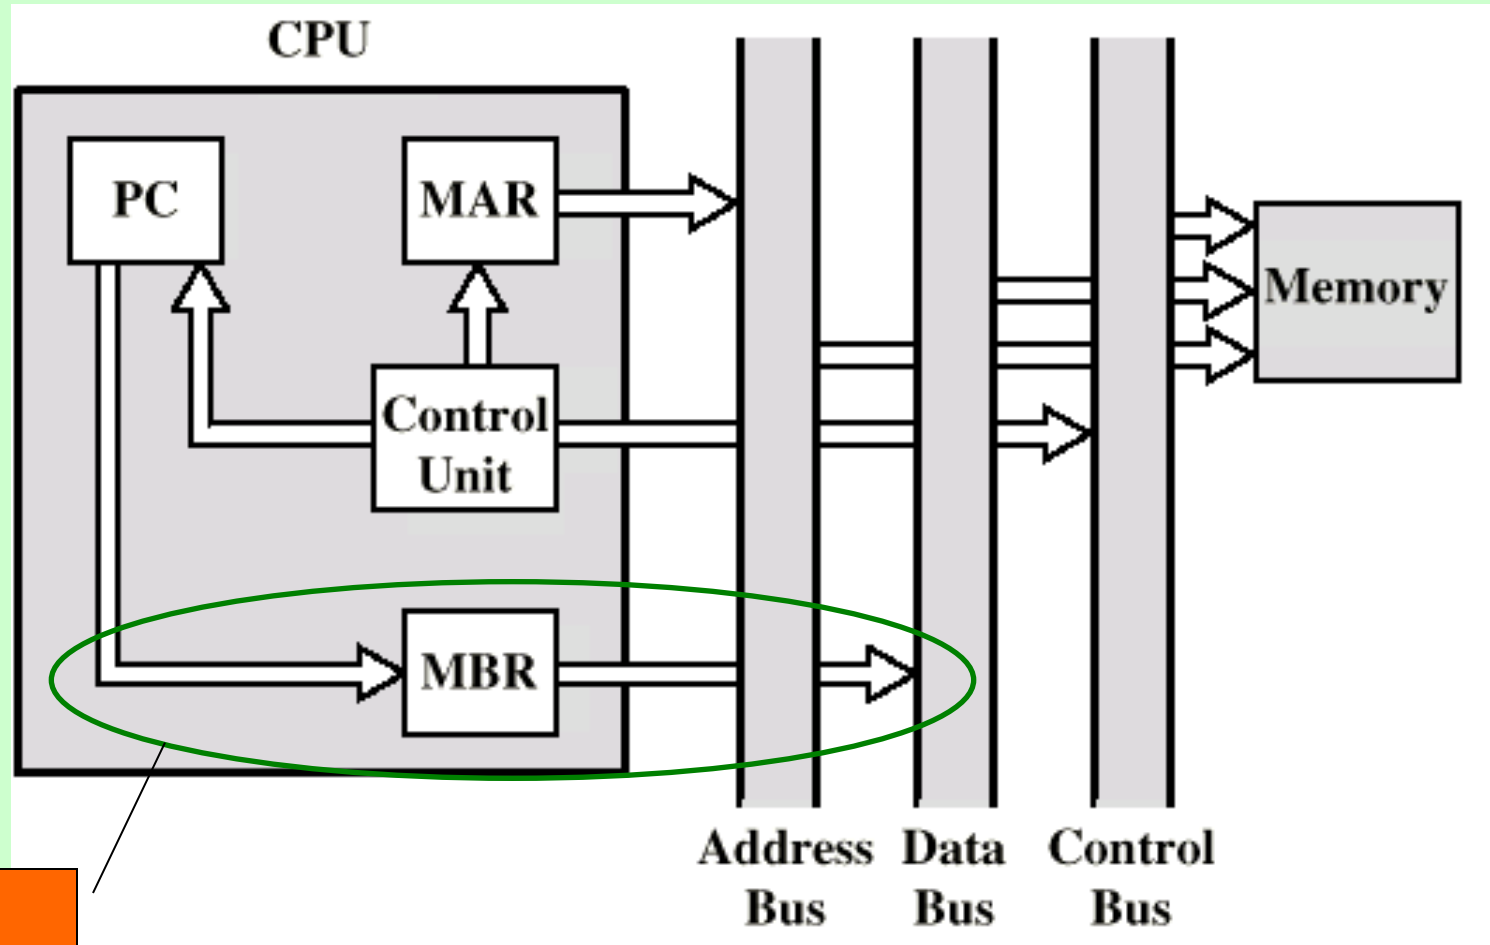 CPU
PC
MAR
Memory
Control
Unit
MBR
Address
Bus
Data
Bus
Control
Bus